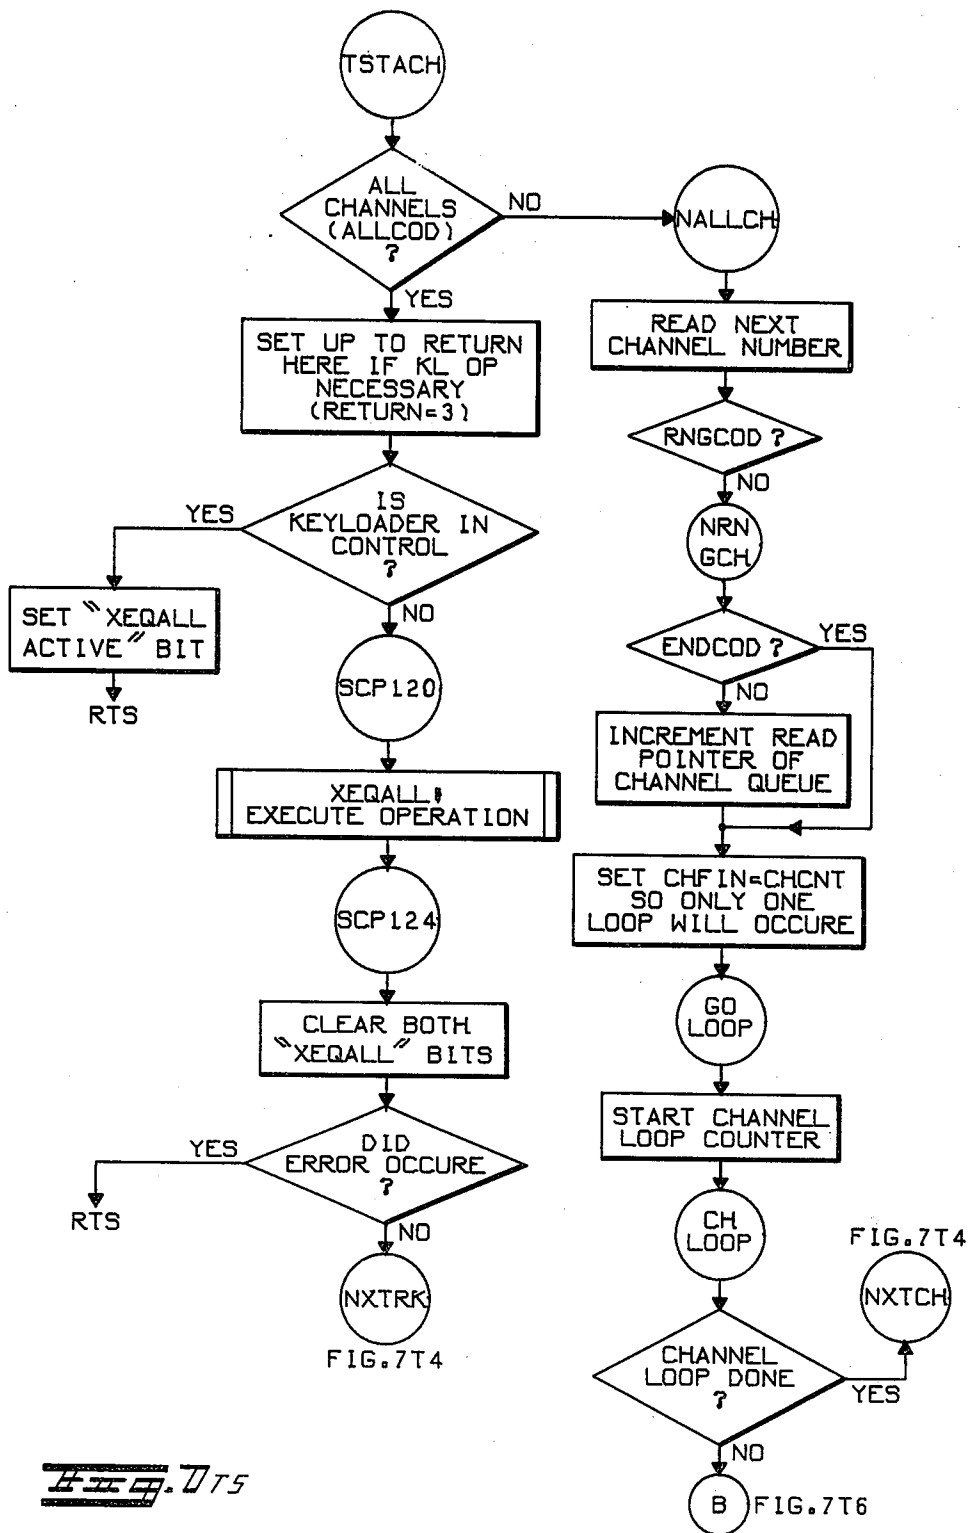 TSTACH
ALL
CHANNELS
(ALLCOD)
?
NO
NALLCH
YES
SET UP TO RETURN
HERE IF KL OP
NECESSARY
(RETURN=3)
IS
KEYLOADER IN
CONTROL
?
YES
SET "XEQALL
ACTIVE" BIT
RTS
NO
SCP120
XEQALL;
EXECUTE OPERATION
SCP124
CLEAR BOTH
"XEQALL" BITS
DID
ERROR OCCURE
?
YES
RTS
NO
NXTRK
FIG.7T4
READ NEXT
CHANNEL NUMBER
RNGCOD ?
NO
NRN
GCH
ENDCOD ?
YES
NO
INCREMENT READ
POINTER OF
CHANNEL QUEUE
SET CHFIN=CHCNT
SO ONLY ONE
LOOP WILL OCCURE
GO
LOOP
START CHANNEL
LOOP COUNTER
CH
LOOP
FIG.7T4
NXTCH
CHANNEL
LOOP DONE
?
YES
NO
B FIG.7T6
Fig. 7T5